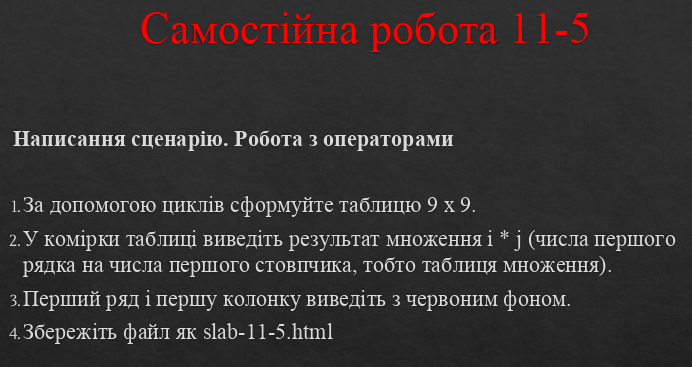 Самостійна робота 11-5
Написання сценарію. Робота з операторами
1. За допомогою циклів сформуйте таблицю 9 x 9.
2. У комірки таблиці виведіть результат множення i * j (числа першого
рядка на числа першого стовпчика, тобто таблиця множення).
3. Перший ряд і першу колонку виведіть з червоним фоном.
4. Збережіть файл як slab-11-5.html